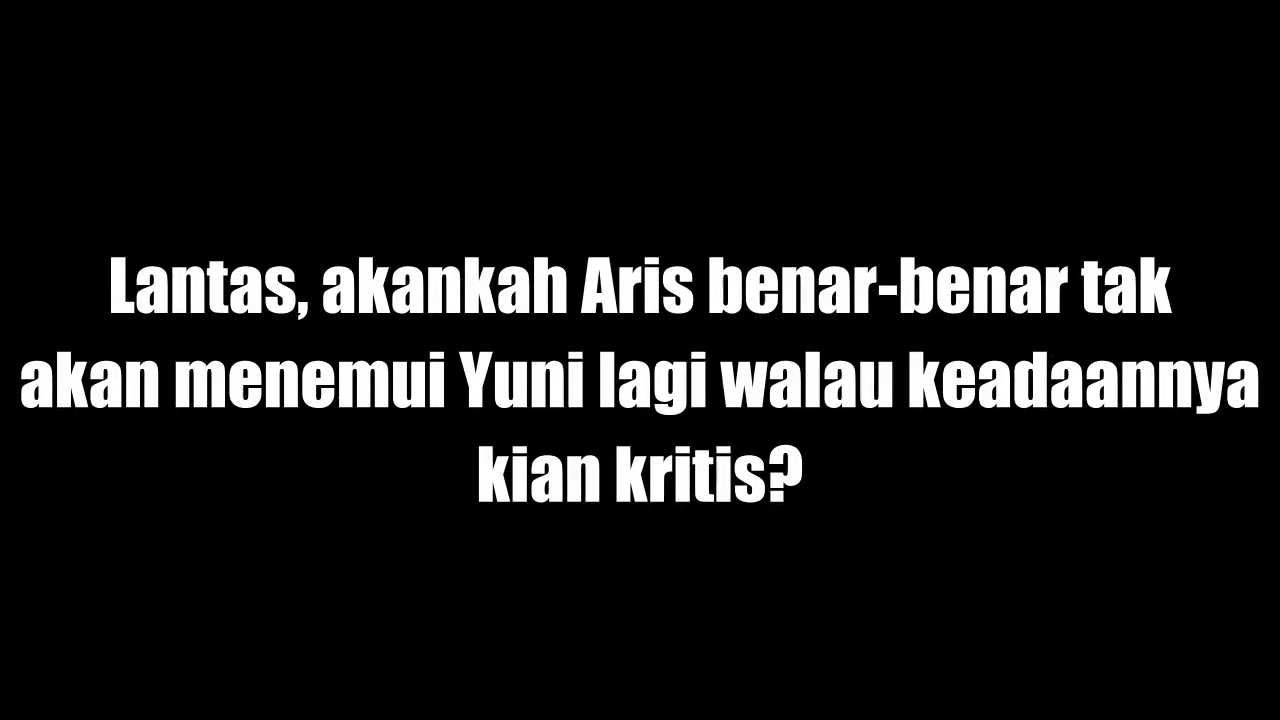 Lantas, akankah Aris benar-benar tak
akan menemui Yuni lagi walau keadaannya
kian kritis?